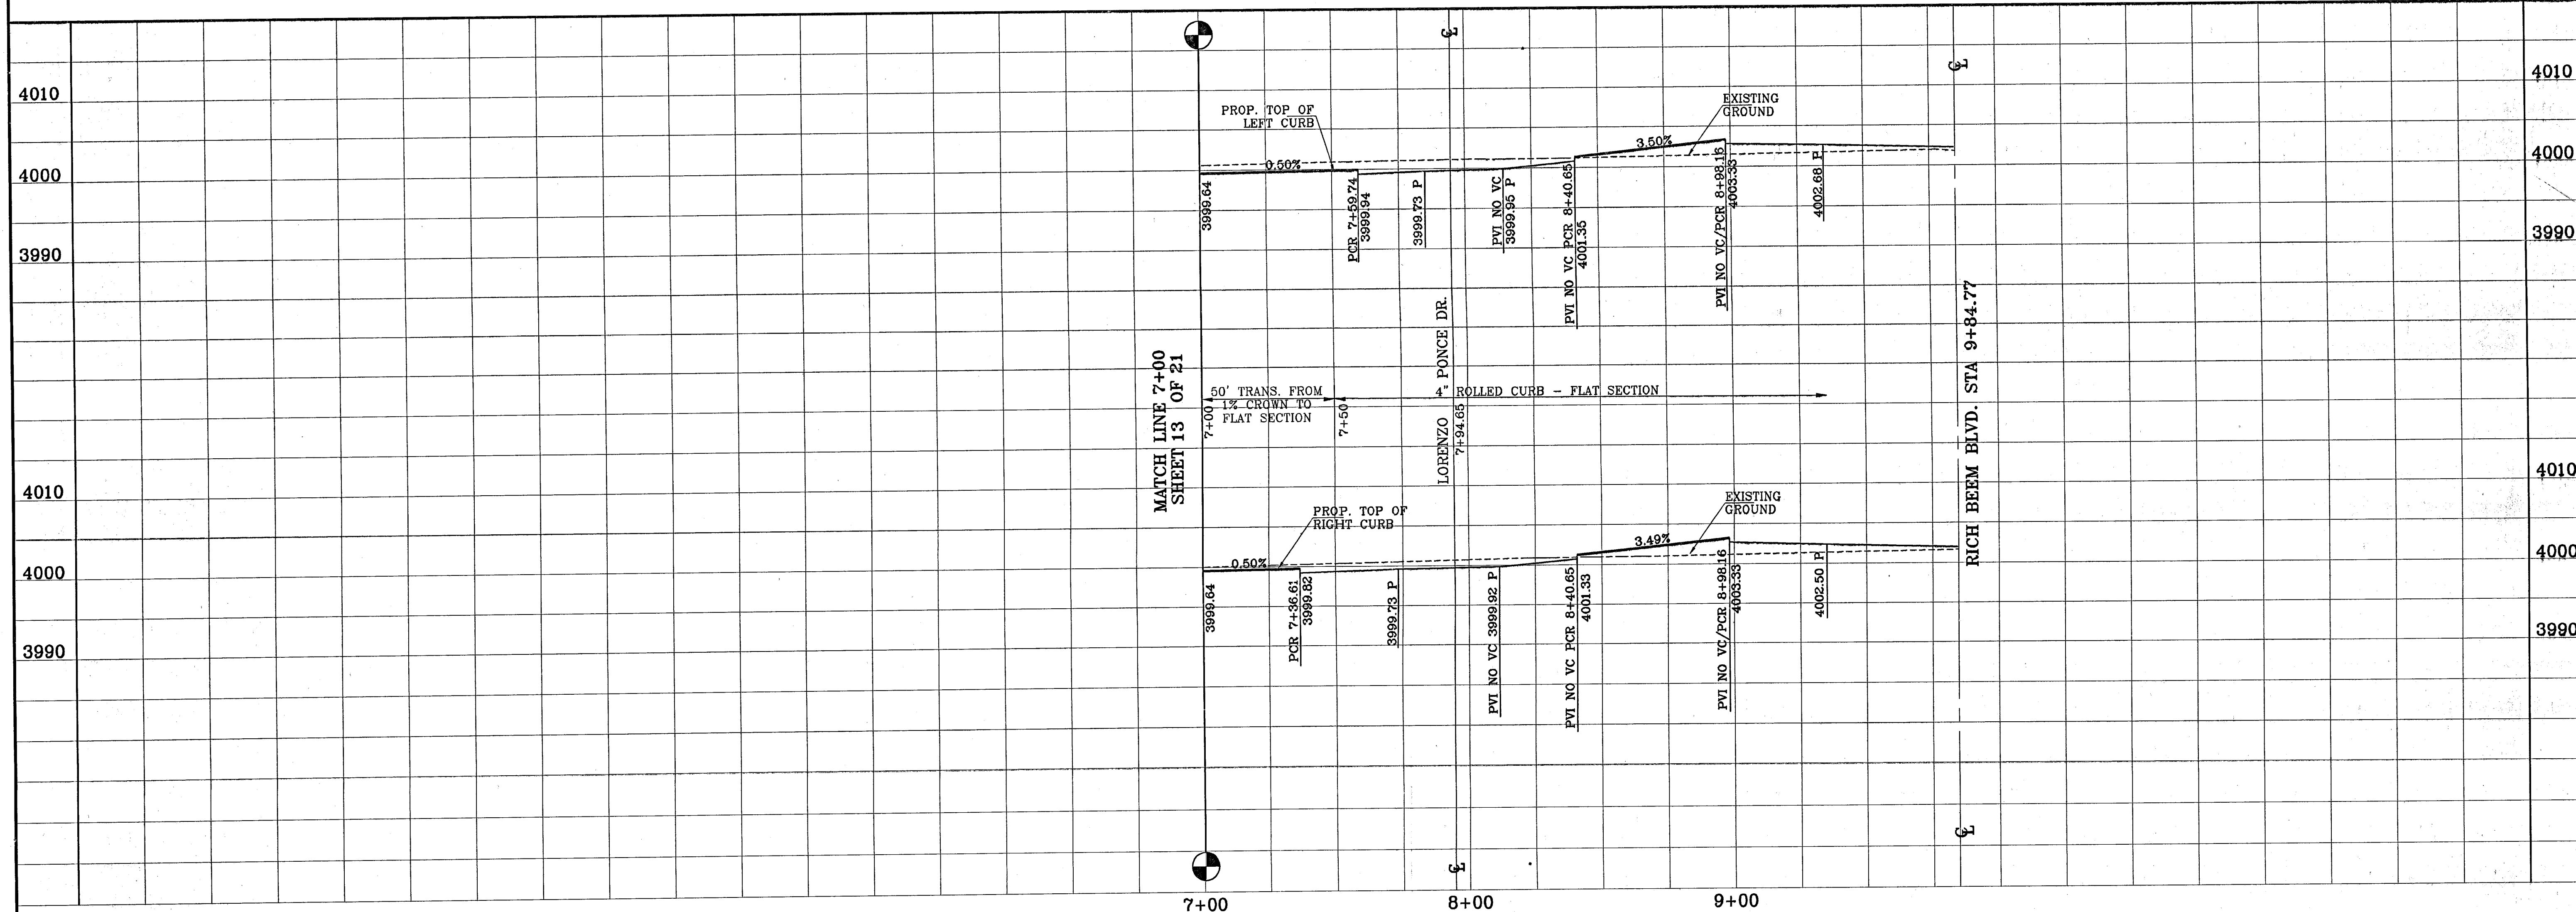 4010
4000
3990
4010
4000
3990
MATCH LINE 7+00
SHEET 13 OF 21
PROP. TOP OF
LEFT CURB
0.50%
3999.64
PCR 7+59.74
3999.94
3999.73 P
PVI NO VC
3999.95 P
PVI NO VC PCR 8+40.65
4001.35
3.50%
EXISTING
GROUND
PVI NO VC/PCR 8+98.16
4003.33
4002.68 P
50' TRANS. FROM
1% CROWN TO
FLAT SECTION
7+00
7+50
4" ROLLED CURB – FLAT SECTION
LORENZO PONCE DR.
7+94.65
RICH BEEM BLVD. STA 9+84.77
PROP. TOP OF
RIGHT CURB
0.50%
3999.64
PCR 7+36.61
3999.82
3999.73 P
PVI NO VC 3999.92 P
PVI NO VC PCR 8+40.65
4001.33
3.49%
EXISTING
GROUND
PVI NO VC/PCR 8+98.16
4003.33
4002.50 P
4010
4000
3990
4010
4000
3990
7+00
8+00
9+00